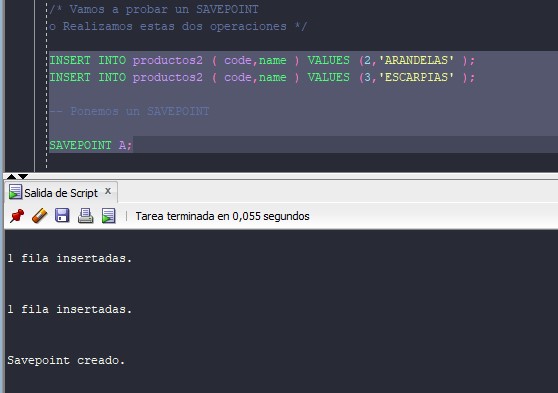 /* Vamos a probar un SAVEPOINT
o Realizamos estas dos operaciones */
INSERT INTO productos2 ( code,name ) VALUES (2,'ARANDELAS' );
INSERT INTO productos2 ( code,name ) VALUES (3,'ESCARPIAS' );
-- Ponemos un SAVEPOINT
SAVEPOINT A;
Salida de Script x
Tarea terminada en 0,055 segundos
1 fila insertadas.
1 fila insertadas.
Savepoint creado.